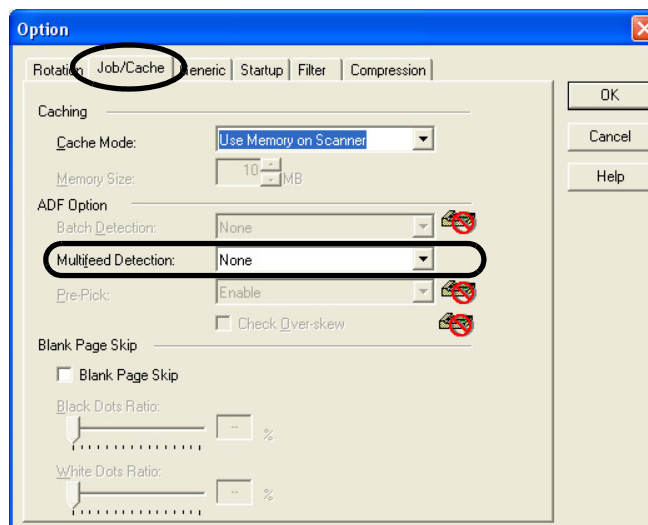 Option
Rotation Job/Cache Generic Startup Filter Compression
OK
Caching
Cache Mode: Use Memory on Scanner
Cancel
Memory Size: 10 MB
Help
ADF Option
Batch Detection: None
Multifeed Detection: None
Pre-Pick: Enable
Check Over-skew
Blank Page Skip
Blank Page Skip
Black Dots Ratio:
-- %
White Dots Ratio:
-- %